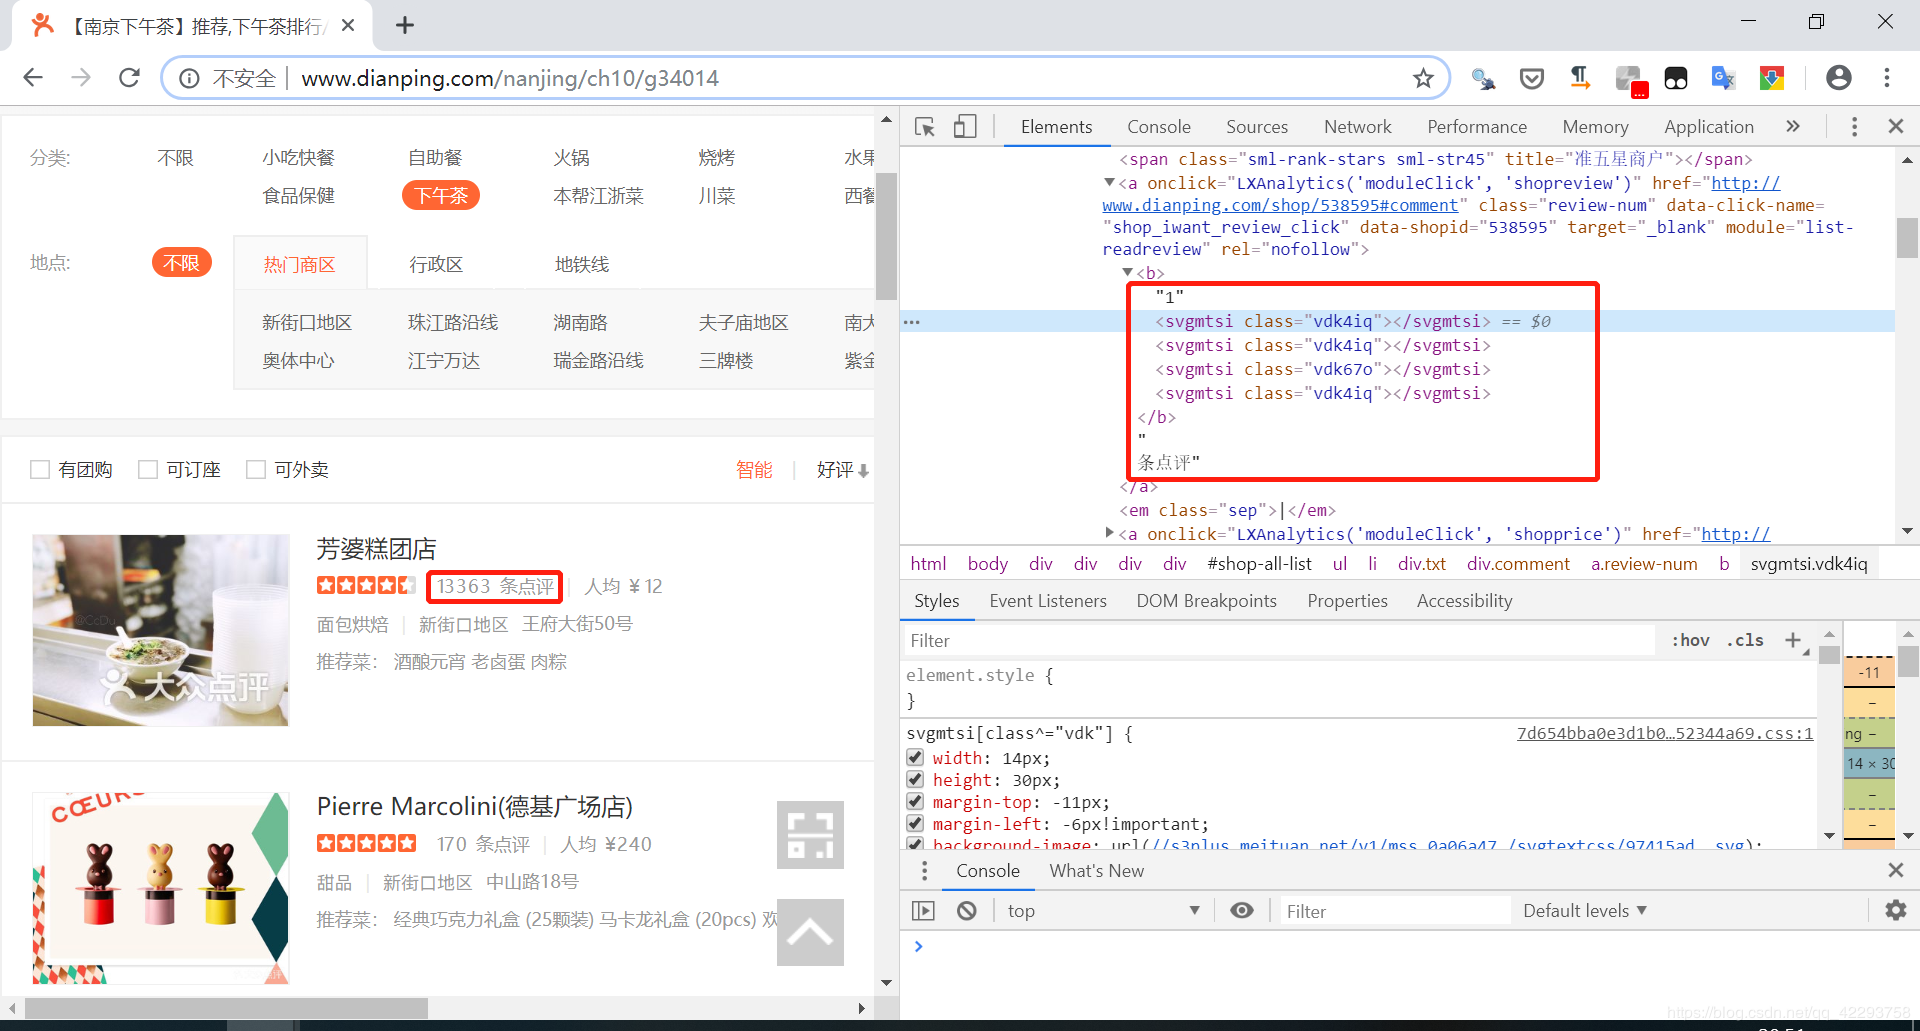 【南京下午茶】推荐,下午茶排行/
不安全 | www.dianping.com/nanjing/ch10/g34014
分类: 不限 小吃快餐 自助餐 火锅 烧烤 水果
食品保健 下午茶 本帮江浙菜 川菜 西餐
地点: 不限 热门商区 行政区 地铁线
新街口地区 珠江路沿线 湖南路 夫子庙地区 南大
奥体中心 江宁万达 瑞金路沿线 三牌楼 紫金
有团购 可订座 可外卖 智能 | 好评
芳婆糕团店
13363 条点评 | 人均 ¥12
面包烘焙 | 新街口地区 王府大街50号
推荐菜： 酒酿元宵 老卤蛋 肉粽
@CcDu
大众点评
Pierre Marcolini(德基广场店)
170 条点评 | 人均 ¥240
甜品 | 新街口地区 中山路18号
推荐菜： 经典巧克力礼盒 (25颗装) 马卡龙礼盒 (20pcs) 欢
CŒURS
Elements Console Sources Network Performance Memory Application »
<span class="sml-rank-stars sml-str45" title="准五星商户"></span>
<a onclick="LXAnalytics('moduleClick', 'shopreview')" href="http://
www.dianping.com/shop/538595#comment" class="review-num" data-click-name=
"shop_iwant_review_click" data-shopid="538595" target="_blank" module="list-
readreview" rel="nofollow">
<b>
"1"
<svgmtsi class="vdk4iq"></svgmtsi> == $0
<svgmtsi class="vdk4iq"></svgmtsi>
<svgmtsi class="vdk67o"></svgmtsi>
<svgmtsi class="vdk4iq"></svgmtsi>
</b>
"
条点评"
</a>
<em class="sep">|</em>
<a onclick="LXAnalytics('moduleClick', 'shopprice')" href="http://
html body div div div div #shop-all-list ul li div.txt div.comment a.review-num b svgmtsi.vdk4iq
Styles Event Listeners DOM Breakpoints Properties Accessibility
Filter :hov .cls +
element.style {
}
svgmtsi[class^="vdk"] { 7d654bba0e3d1b0…52344a69.css:1
width: 14px;
height: 30px;
margin-top: -11px;
margin-left: -6px!important;
background-image: url(//s3plus.meituan.net/v1/mss_0a06a47…/svgtextcss/97415ad….svg);
-11
–
ng –
14 × 30
–
–
Console What's New
top Filter Default levels ▼
https://blog.csdn.net/qq_42293758